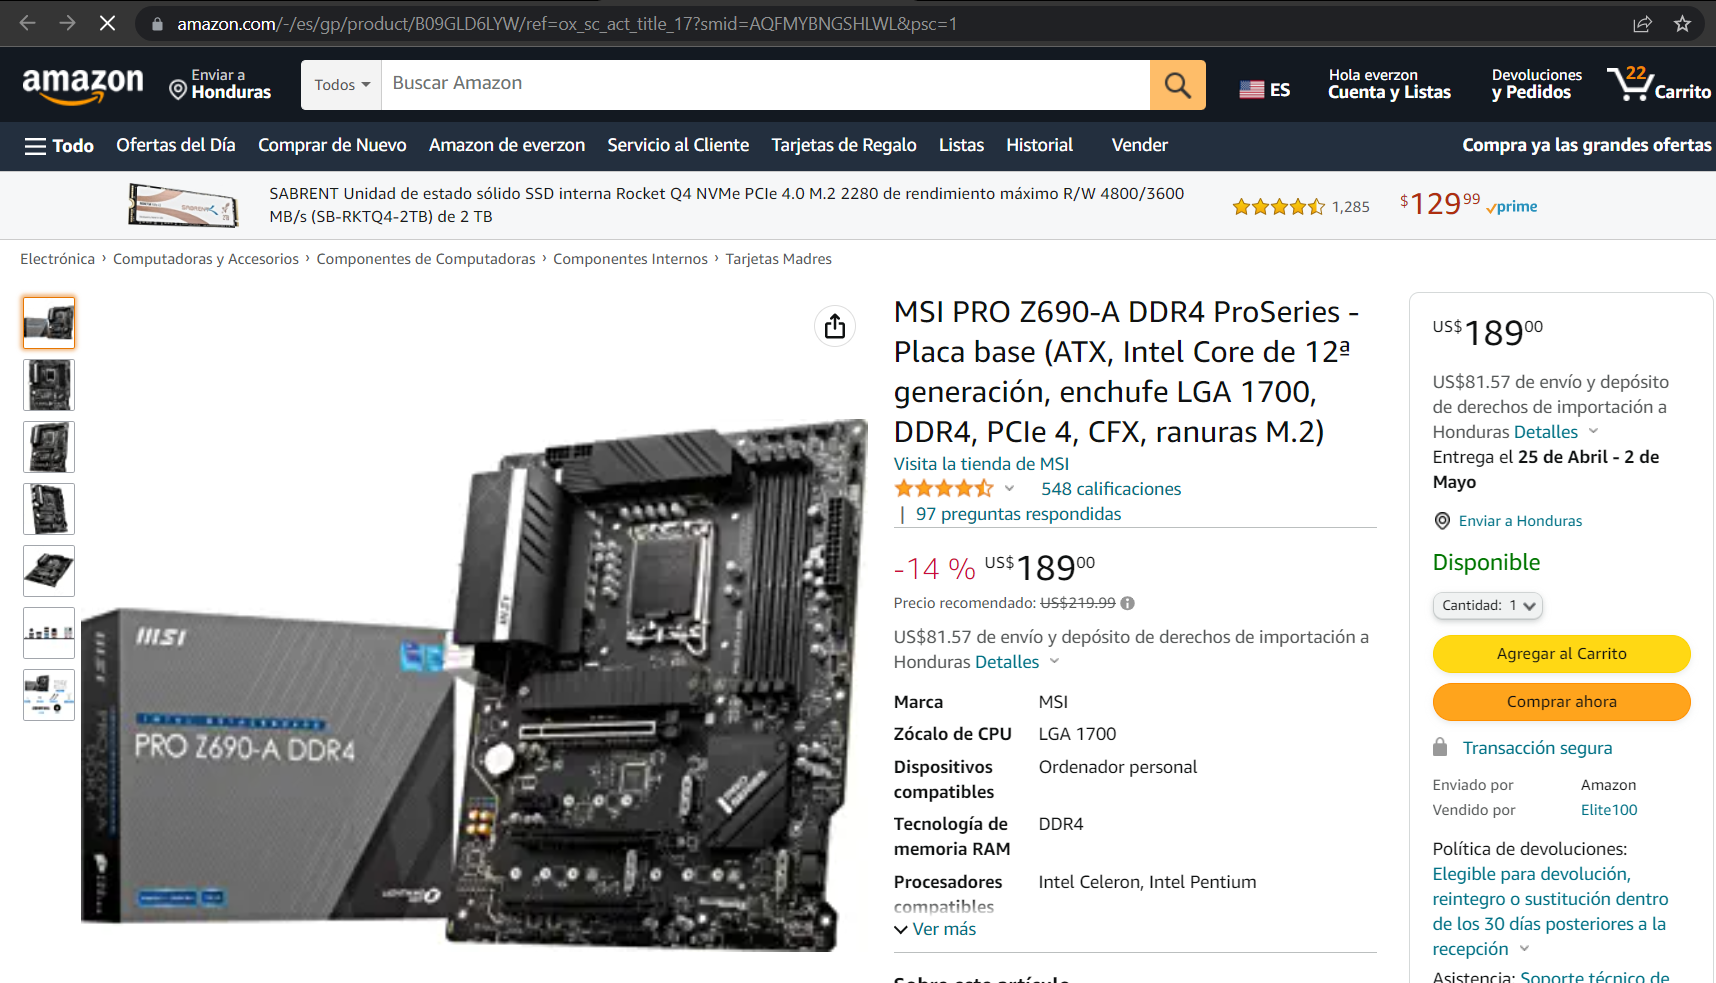 amazon.com/-/es/gp/product/B09GLD6LYW/ref=ox_sc_act_title_17?smid=AQFMYBNGSHLWL&psc=1
amazon
Enviar a
Honduras
Todos
Buscar Amazon
ES
Hola everzon
Cuenta y Listas
Devoluciones
y Pedidos
22
Carrito
Todo
Ofertas del Día
Comprar de Nuevo
Amazon de everzon
Servicio al Cliente
Tarjetas de Regalo
Listas
Historial
Vender
Compra ya las grandes ofertas
SABRENT Unidad de estado sólido SSD interna Rocket Q4 NVMe PCIe 4.0 M.2 2280 de rendimiento máximo R/W 4800/3600
MB/s (SB-RKTQ4-2TB) de 2 TB
1,285
$129 99
prime
Electrónica › Computadoras y Accesorios › Componentes de Computadoras › Componentes Internos › Tarjetas Madres
MSI
PRO Z690-A DDR4
MSI PRO Z690-A DDR4 ProSeries -
Placa base (ATX, Intel Core de 12ª
generación, enchufe LGA 1700,
DDR4, PCIe 4, CFX, ranuras M.2)
Visita la tienda de MSI
548 calificaciones
| 97 preguntas respondidas
-14 % US$189 00
Precio recomendado: US$219.99
US$81.57 de envío y depósito de derechos de importación a
Honduras Detalles
Marca MSI
Zócalo de CPU LGA 1700
Dispositivos Ordenador personal
compatibles
Tecnología de DDR4
memoria RAM
Procesadores Intel Celeron, Intel Pentium
compatibles
Ver más
Sobre este artículo
US$189 00
US$81.57 de envío y depósito
de derechos de importación a
Honduras Detalles
Entrega el 25 de Abril - 2 de
Mayo
Enviar a Honduras
Disponible
Cantidad: 1
Agregar al Carrito
Comprar ahora
Transacción segura
Enviado por Amazon
Vendido por Elite100
Política de devoluciones:
Elegible para devolución,
reintegro o sustitución dentro
de los 30 días posteriores a la
recepción
Asistencia: Soporte técnico de